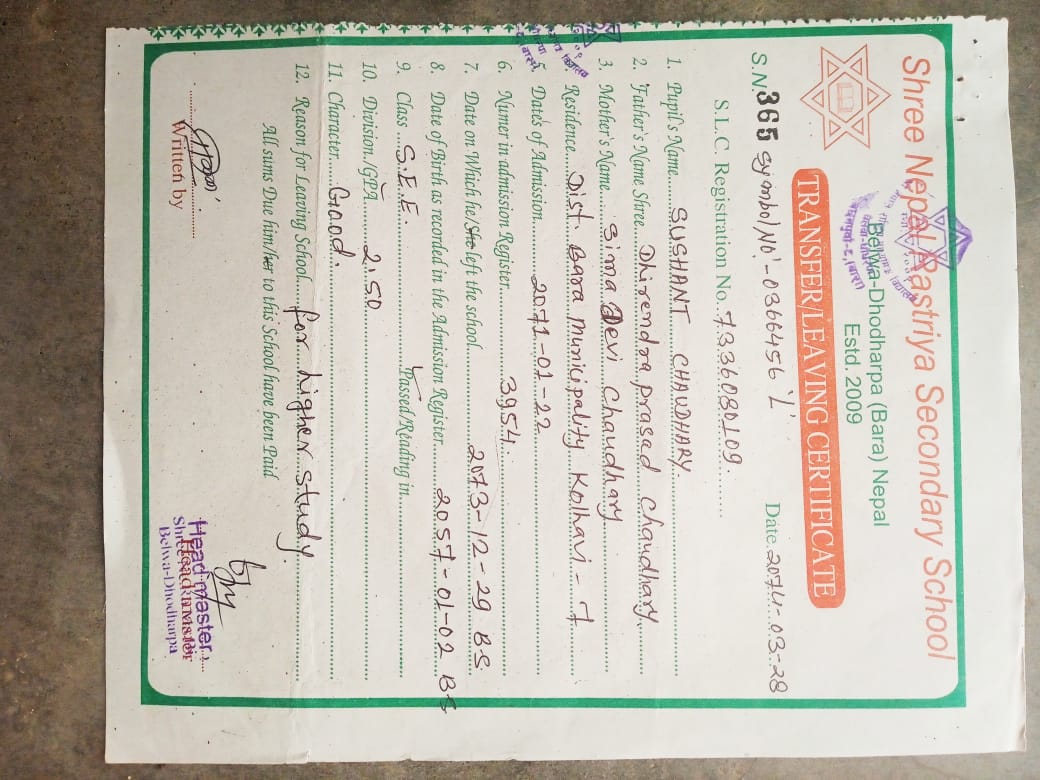 Shree Nepal Rastriya Secondary School
Belwa-Dhodharpa (Bara) Nepal
Estd. 2009
TRANSFER/LEAVING CERTIFICATE
S.N. 365 Symbol No:- 0366456 'L' Date. 2074-03-28
S.L.C. Registration No. 7336080109.
1. Pupil's Name SUSHANT CHAUDHARY.
2. Father's Name Shree Dhirendra prasad Chaudhary
3. Mother's Name Sima Devi Chaudhary
Residence Dist. Bara Municipality Kolhavi - 7
5. Dates of Admission 2071-01-22
6. Numer in admission Register 3954.
7. Date on Which he/She left the school 2073-12-29 BS
8. Date of Birth as recorded in the Admission Register 2057-01-02 BS
9. Class S.E.E. Passed/Reading in
10. Division./GPA 2.50
11. Character Good.
12. Reason for Leaving School for higher study
All sums Due him/her to this School have been Paid
Written by
Head master
Head Master
Belwa-Dhodharpa